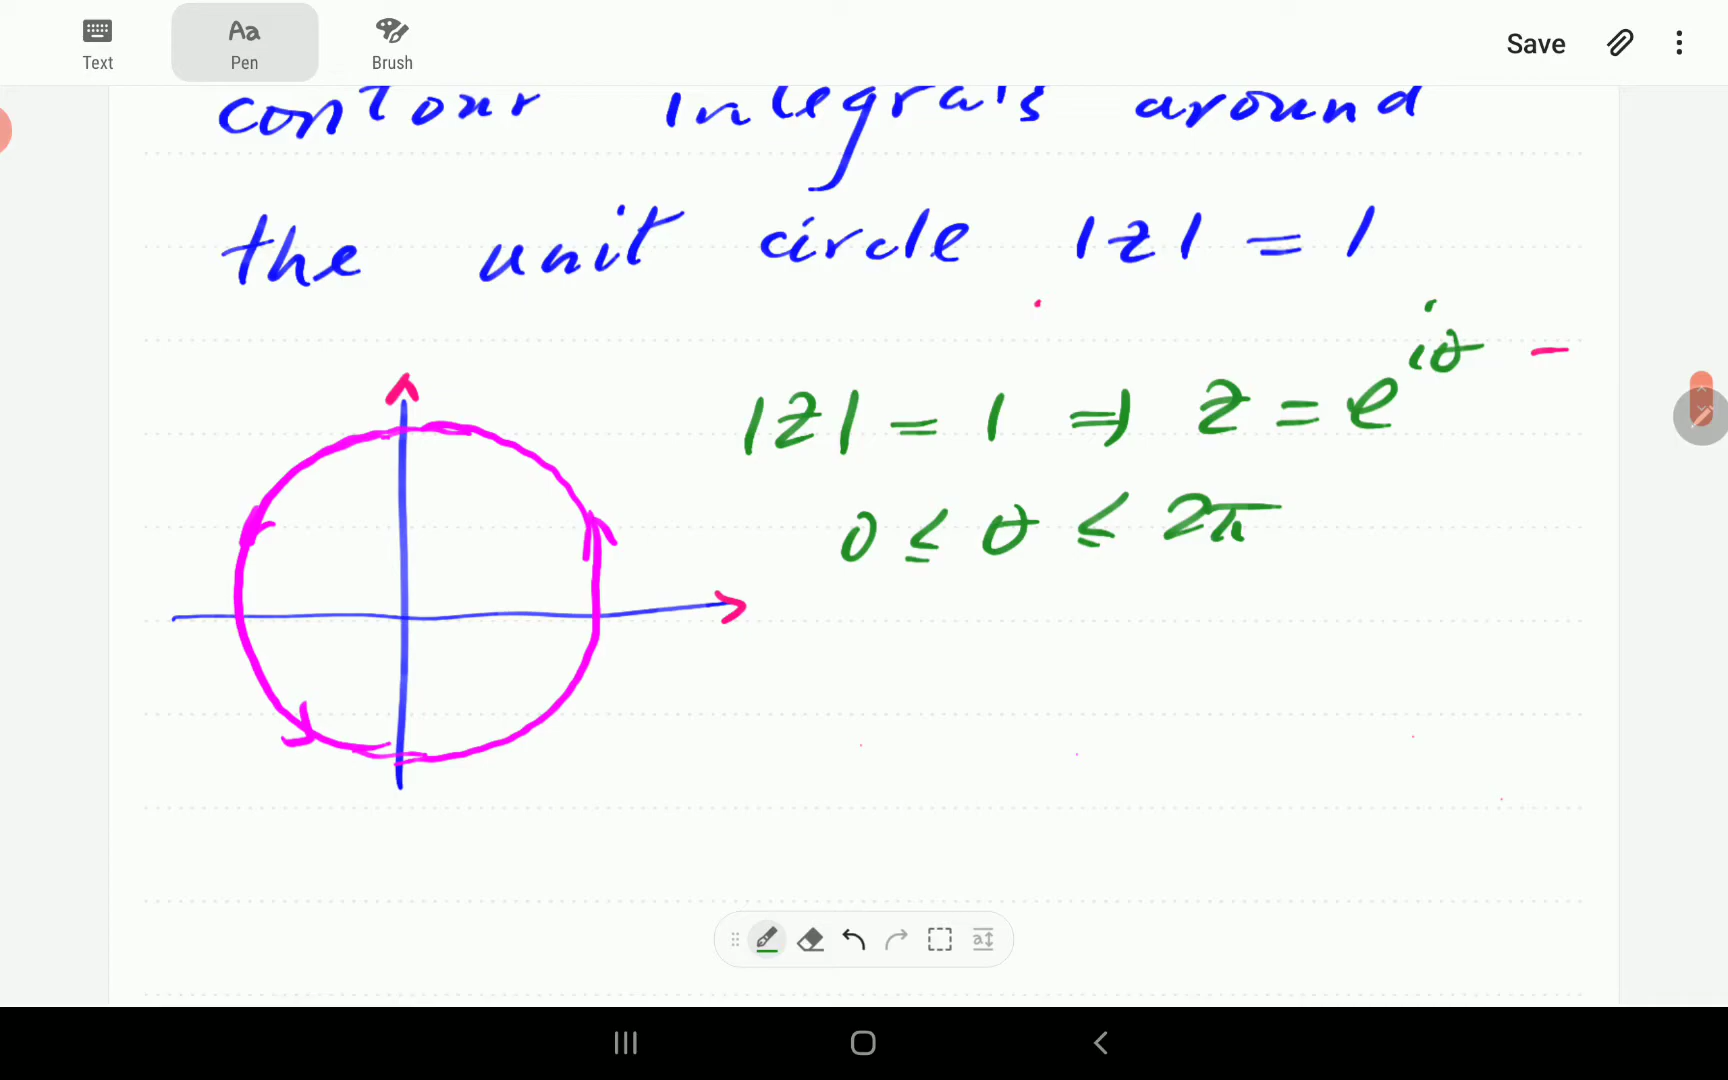 Text
Pen
Brush
Save
contour integrals around
the unit circle |z| = 1
|z| = 1 ⇒ z = e^{iθ} -
0 ≤ θ ≤ 2π